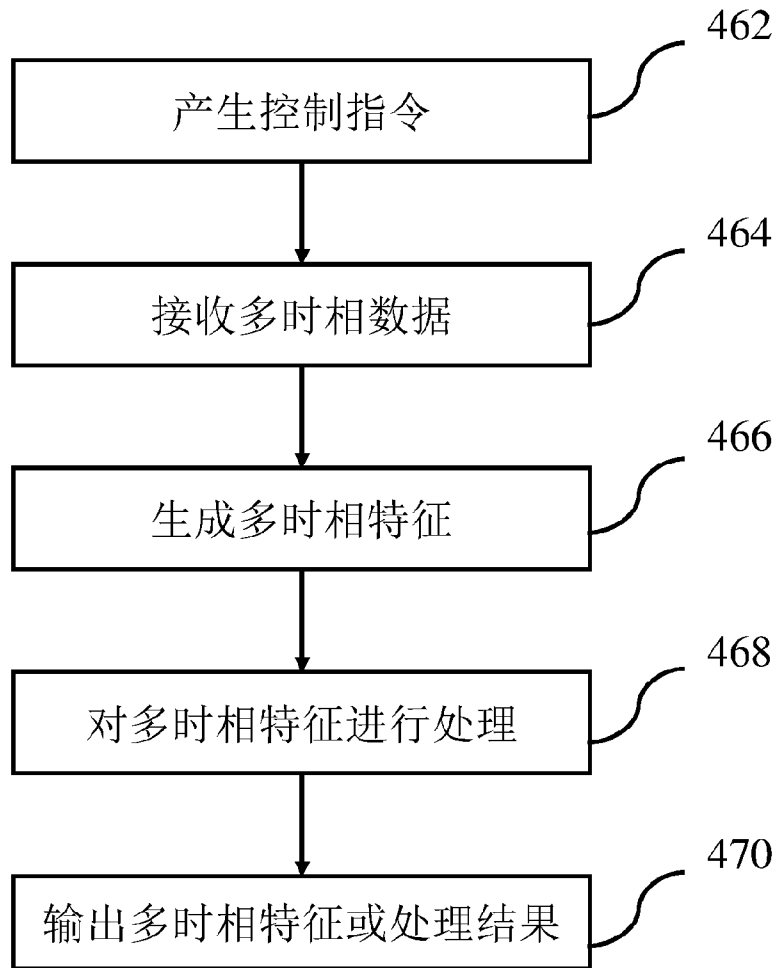 462
产生控制指令
464
接收多时相数据
466
生成多时相特征
468
对多时相特征进行处理
470
输出多时相特征或处理结果